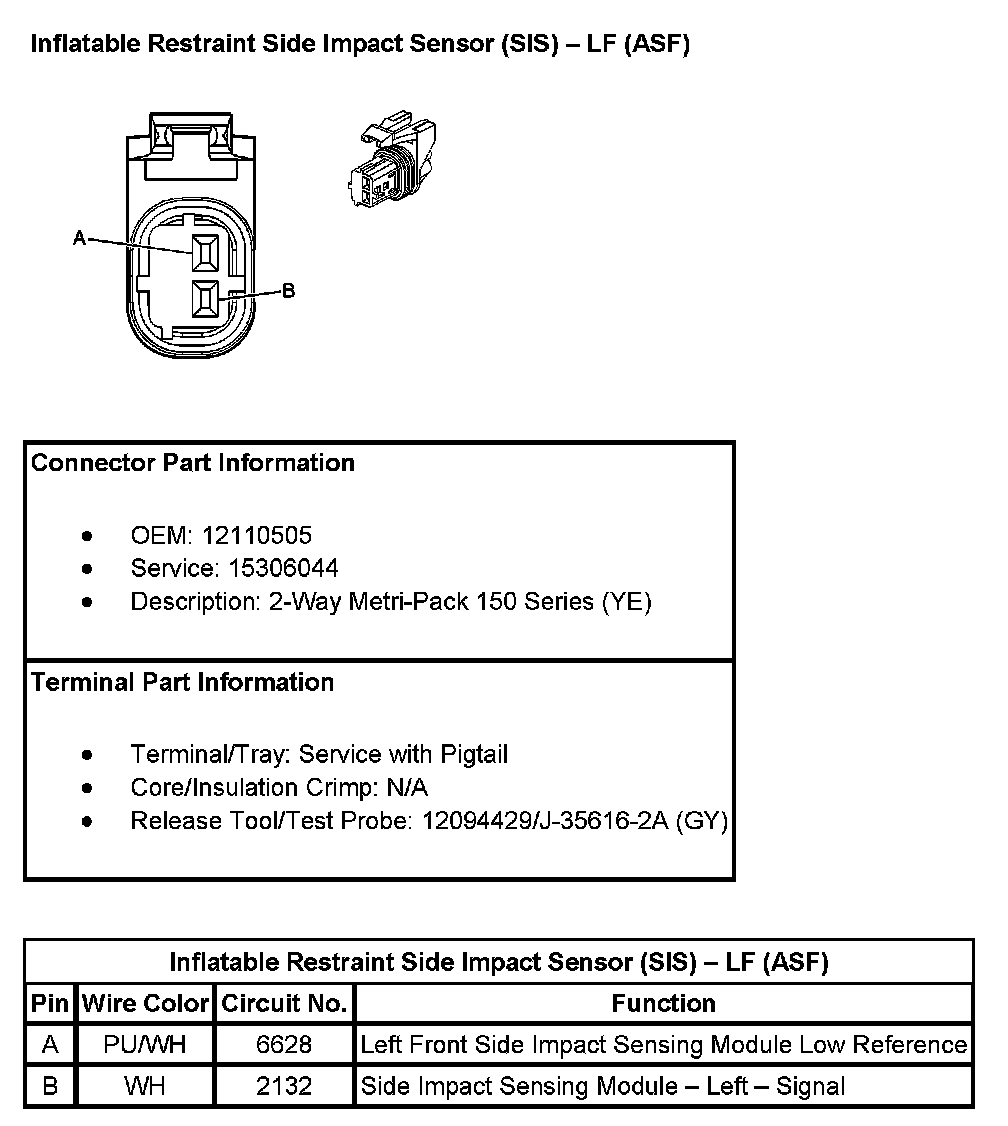 Inflatable Restraint Side Impact Sensor (SIS) – LF (ASF)
A
B
Connector Part Information
• OEM: 12110505
• Service: 15306044
• Description: 2-Way Metri-Pack 150 Series (YE)
Terminal Part Information
• Terminal/Tray: Service with Pigtail
• Core/Insulation Crimp: N/A
• Release Tool/Test Probe: 12094429/J-35616-2A (GY)
Inflatable Restraint Side Impact Sensor (SIS) – LF (ASF)
Pin Wire Color Circuit No. Function
A PU/WH 6628 Left Front Side Impact Sensing Module Low Reference
B WH 2132 Side Impact Sensing Module – Left – Signal